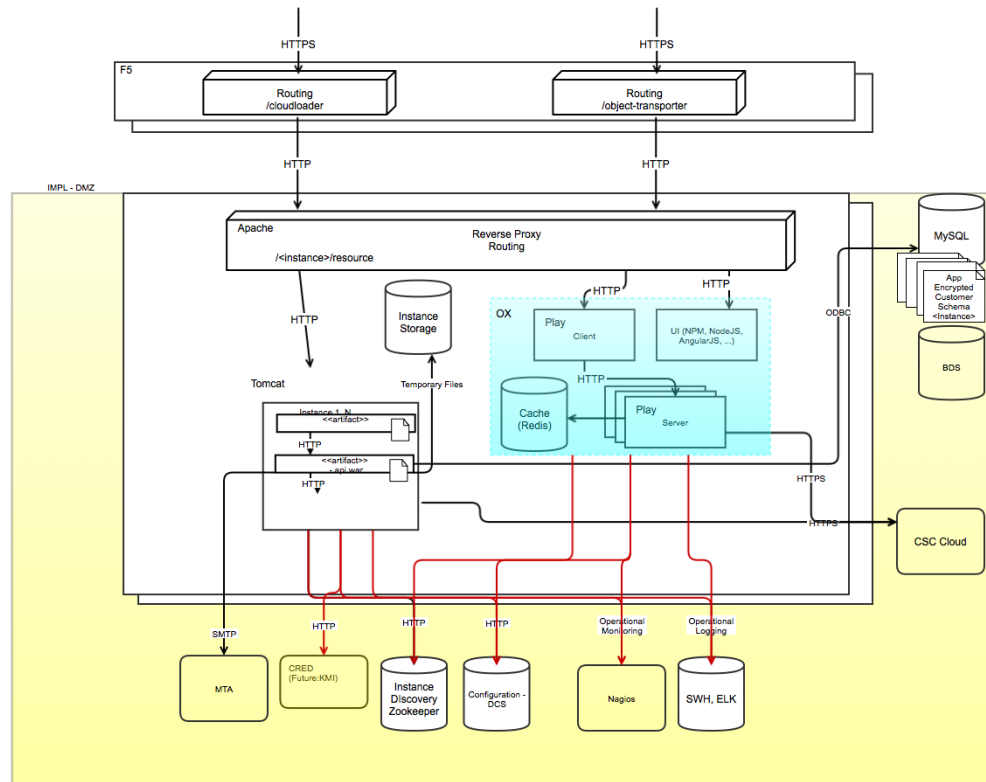 HTTPS
HTTPS
F5
Routing
/cloudloader
Routing
/object-transporter
HTTP
HTTP
IMPL - DMZ
Apache
Reverse Proxy
Routing
/<instance>/resource
MySQL
App
Encrypted
Customer
Schema
<Instance>
HTTP
HTTP
HTTP
Instance
Storage
OX
ODBC
Play
Client
UI (NPM, NodeJS,
AngularJS, ...)
BDS
Tomcat
Temporary Files
HTTP
Cache
(Redis)
Play
Server
Instance 1..N
<<artifact>>
HTTP
<<artifact>>
- api.war
HTTP
HTTPS
HTTPS
CSC Cloud
SMTP
HTTP
HTTP
HTTP
Operational
Monitoring
Operational
Logging
MTA
CRED
(Future:KMI)
Instance
Discovery
Zookeeper
Configuration -
DCS
Nagios
SWH, ELK